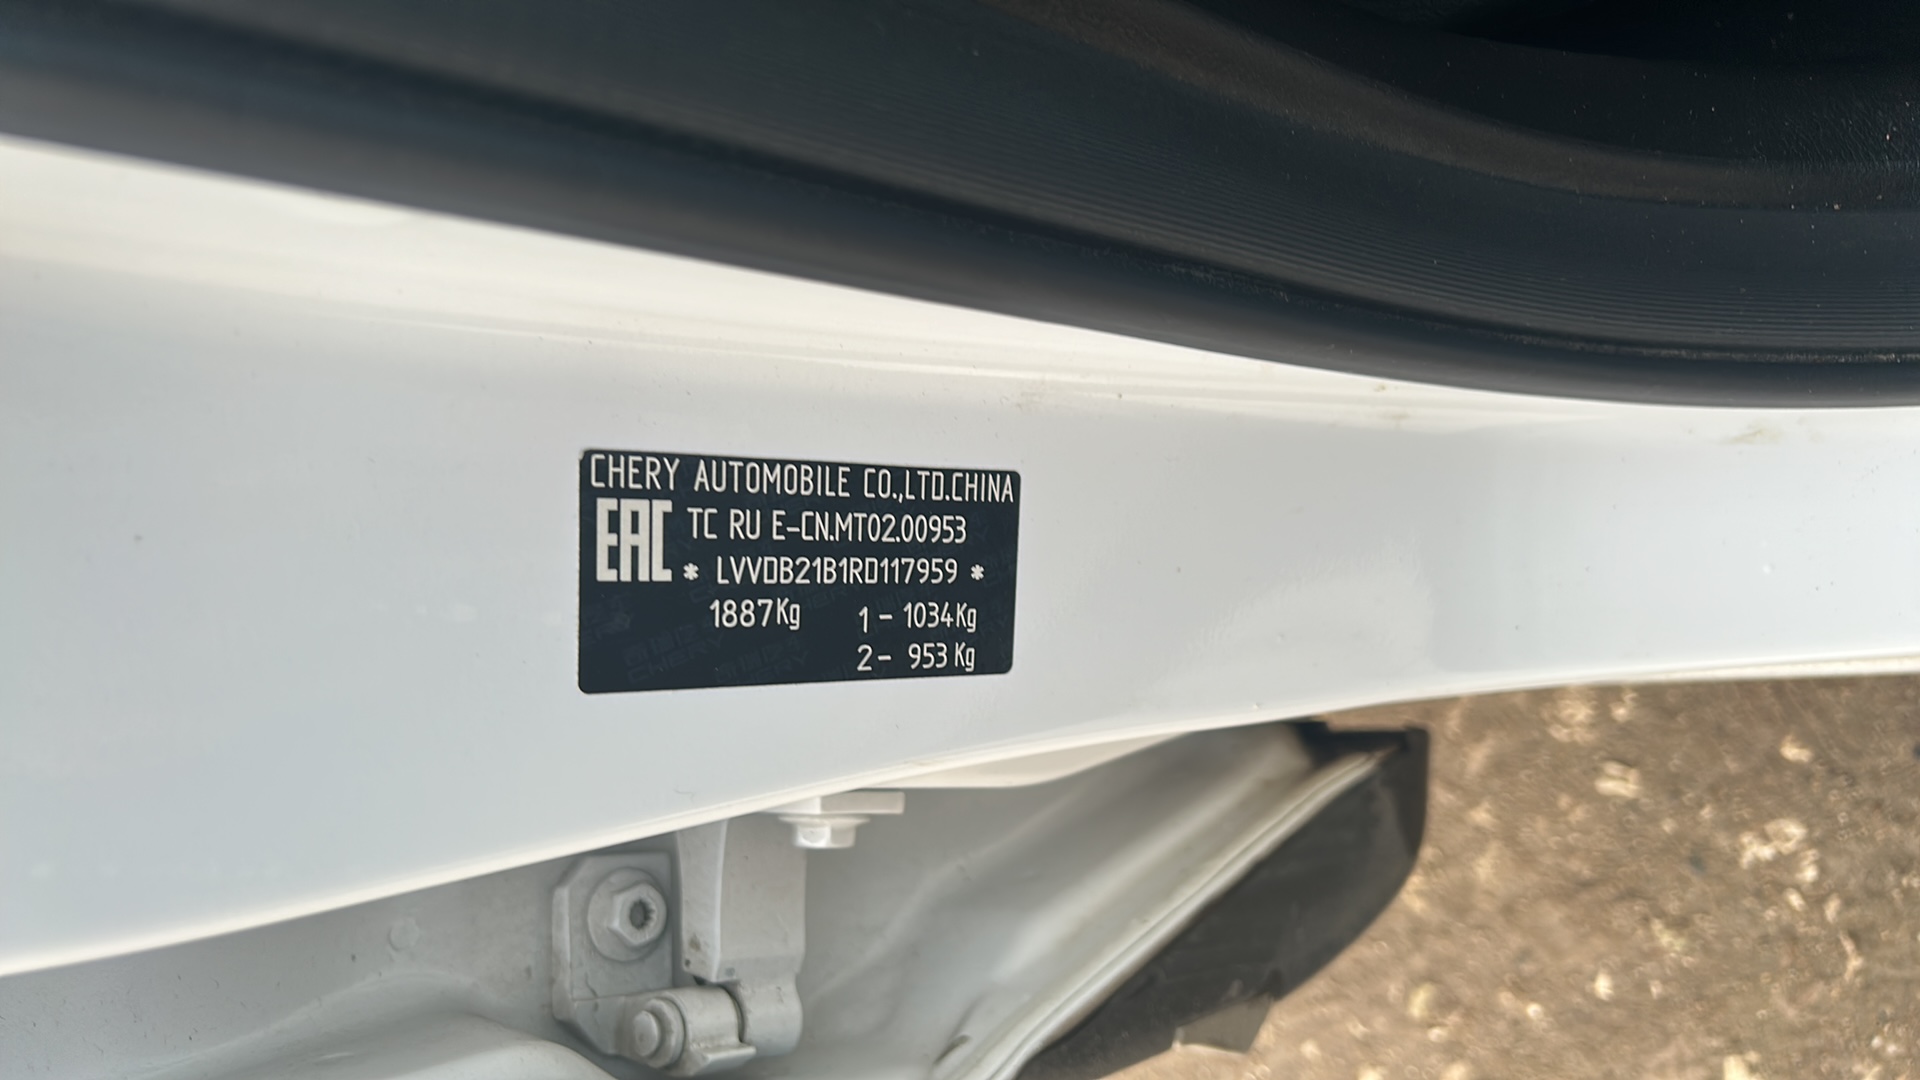 CHERY AUTOMOBILE CO.,LTD.CHINA
EAC TC RU E-CN.MT02.00953
* LVVDB21B1RD117959 *
1887Kg 1 - 1034Kg
2 - 953 Kg